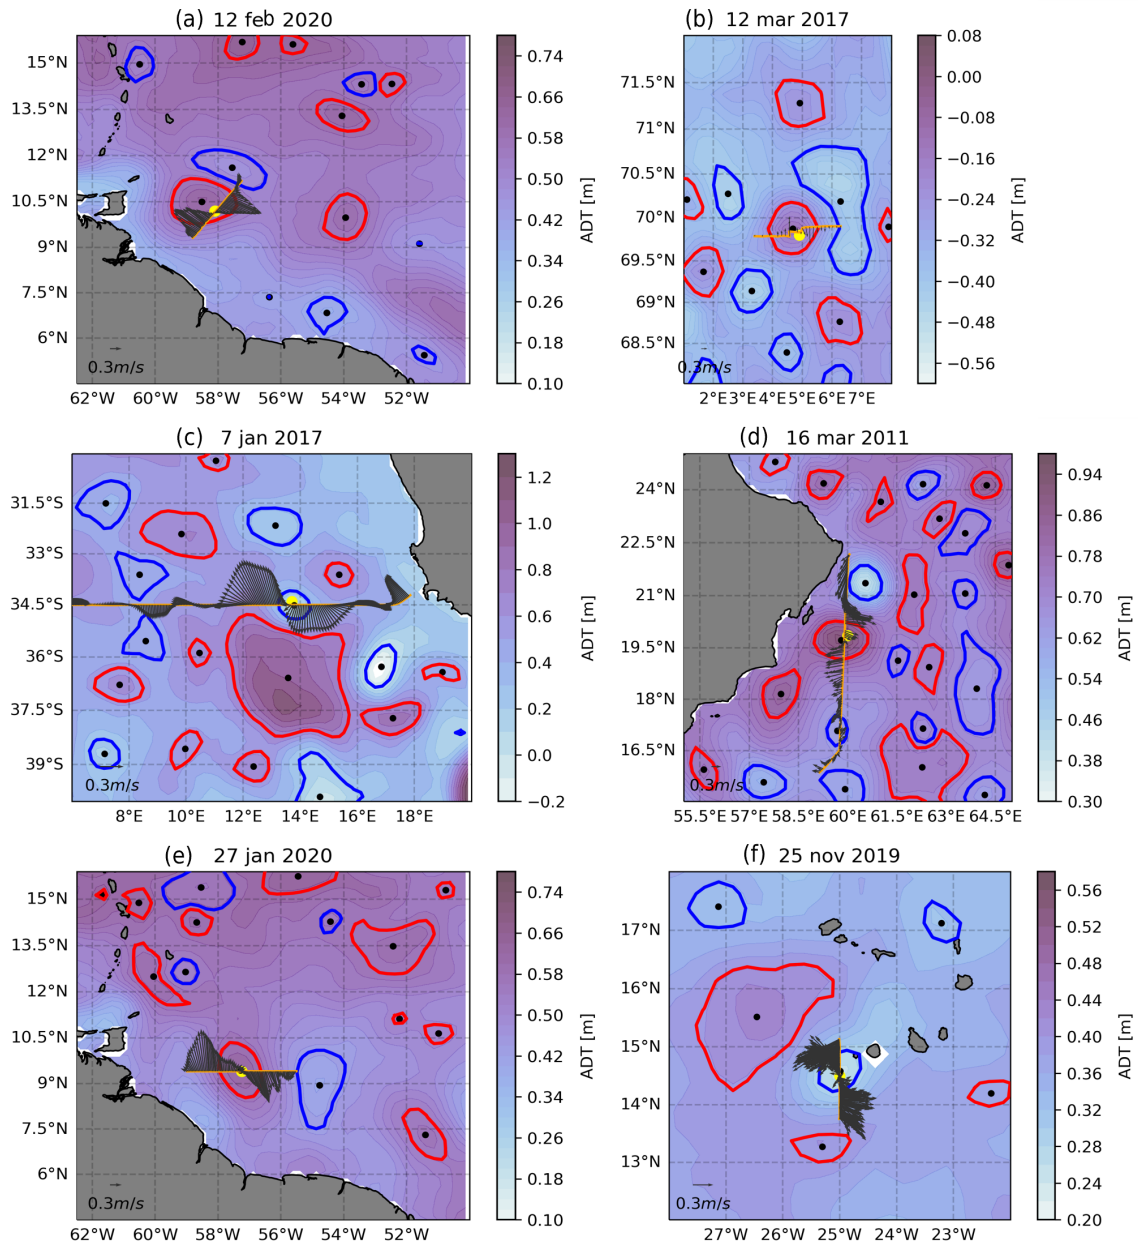 (a) 12 feb 2020
15°N
13.5°N
12°N
10.5°N
9°N
7.5°N
6°N
0.3m/s
62°W 60°W 58°W 56°W 54°W 52°W
0.74
0.66
0.58
0.50
0.42
0.34
0.26
0.18
0.10
ADT [m]
(b) 12 mar 2017
71.5°N
71°N
70.5°N
70°N
69.5°N
69°N
68.5°N
0.3m/s
2°E 3°E 4°E 5°E 6°E 7°E
0.08
0.00
−0.08
−0.16
−0.24
−0.32
−0.40
−0.48
−0.56
ADT [m]
(c) 7 jan 2017
31.5°S
33°S
34.5°S
36°S
37.5°S
39°S
0.3m/s
8°E 10°E 12°E 14°E 16°E 18°E
1.2
1.0
0.8
0.6
0.4
0.2
0.0
−0.2
ADT [m]
(d) 16 mar 2011
24°N
22.5°N
21°N
19.5°N
18°N
16.5°N
0.3m/s
55.5°E 57°E 58.5°E 60°E 61.5°E 63°E 64.5°E
0.94
0.86
0.78
0.70
0.62
0.54
0.46
0.38
0.30
ADT [m]
(e) 27 jan 2020
15°N
13.5°N
12°N
10.5°N
9°N
7.5°N
6°N
0.3m/s
62°W 60°W 58°W 56°W 54°W 52°W
0.74
0.66
0.58
0.50
0.42
0.34
0.26
0.18
0.10
ADT [m]
(f) 25 nov 2019
17°N
16°N
15°N
14°N
13°N
0.3m/s
27°W 26°W 25°W 24°W 23°W
0.56
0.52
0.48
0.44
0.40
0.36
0.32
0.28
0.24
0.20
ADT [m]